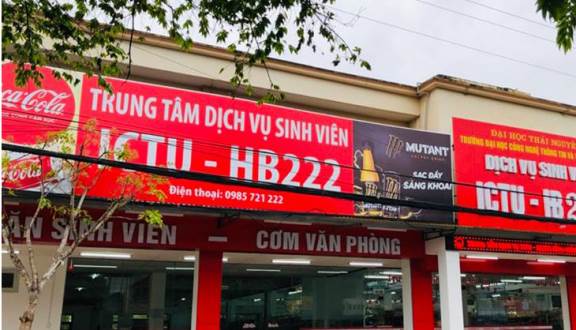 Coca-Cola
TRUNG TÂM DỊCH VỤ SINH VIÊN
ICTU - HB222
Điện thoại: 0985 721 222
MUTANT
SẠC ĐẦY
SẢNG KHOÁI
ĐẠI HỌC THÁI NGUYÊN
TRƯỜNG ĐẠI HỌC CÔNG NGHỆ THÔNG TIN VÀ
DỊCH VỤ SINH
ICTU -
ĂN SINH VIÊN – CƠM VĂN PHÒNG